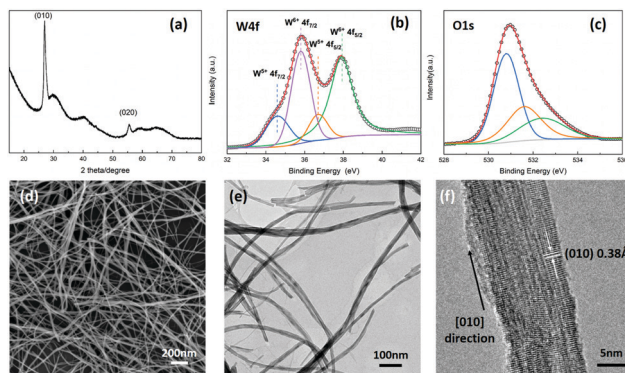 (a)
(010)
(020)
10
20
30
40
50
60
70
80
2 theta/degree
W4f
(b)
W⁶⁺ 4f₇/₂
W⁶⁺ 4f₅/₂
W⁵⁺ 4f₅/₂
W⁵⁺ 4f₇/₂
Intensity(a.u.)
32
34
36
38
40
42
Binding Energy (eV)
O1s
(c)
Intensity(a.u.)
528
530
532
534
Binding Energy (eV)
(d)
200nm
(e)
100nm
(f)
(010) 0.38Å
[010]
direction
5nm